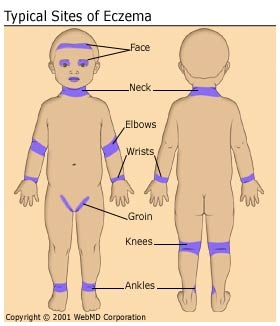 Typical Sites of Eczema
Face
Neck
Elbows
Wrists
Groin
Knees
Ankles
Copyright © 2001 WebMD Corporation